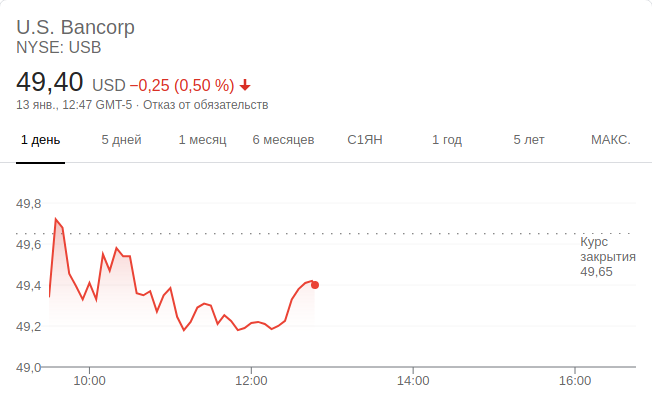 U.S. Bancorp
NYSE: USB
49,40 USD −0,25 (0,50 %)
13 янв., 12:47 GMT-5 · Отказ от обязательств
1 день 5 дней 1 месяц 6 месяцев С1ЯН 1 год 5 лет МАКС.
49,8
49,6
49,4
49,2
49,0
Курс
закрытия
49,65
10:00 12:00 14:00 16:00